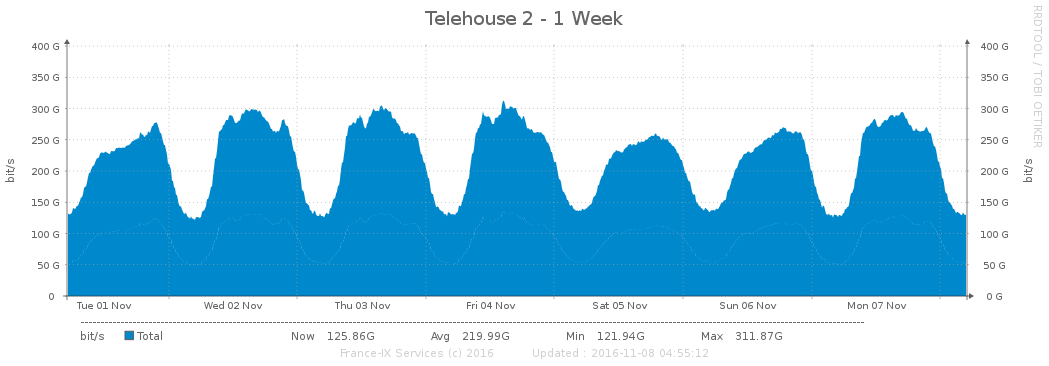 Telehouse 2 - 1 Week
RRDTOOL / TOBI OETIKER
400 G 400 G
350 G 350 G
300 G 300 G
250 G 250 G
200 G 200 G
150 G 150 G
100 G 100 G
50 G 50 G
0 0 G
bit/s bit/s
Tue 01 Nov Wed 02 Nov Thu 03 Nov Fri 04 Nov Sat 05 Nov Sun 06 Nov Mon 07 Nov
bit/s Total Now 125.86G Avg 219.99G Min 121.94G Max 311.87G
France-IX Services (c) 2016 Updated : 2016-11-08 04:55:12